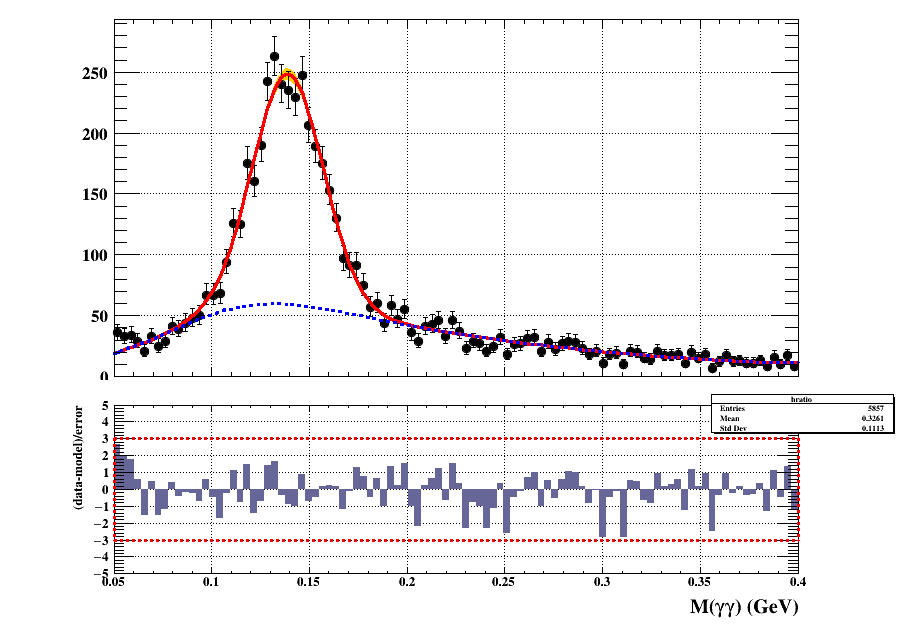 250
200
150
100
50
0
(data-model)/error
5
4
3
2
1
0
−1
−2
−3
−4
−5
hratio
Entries 5857
Mean 0.3261
Std Dev 0.1113
0.05 0.1 0.15 0.2 0.25 0.3 0.35 0.4
M(γγ) (GeV)